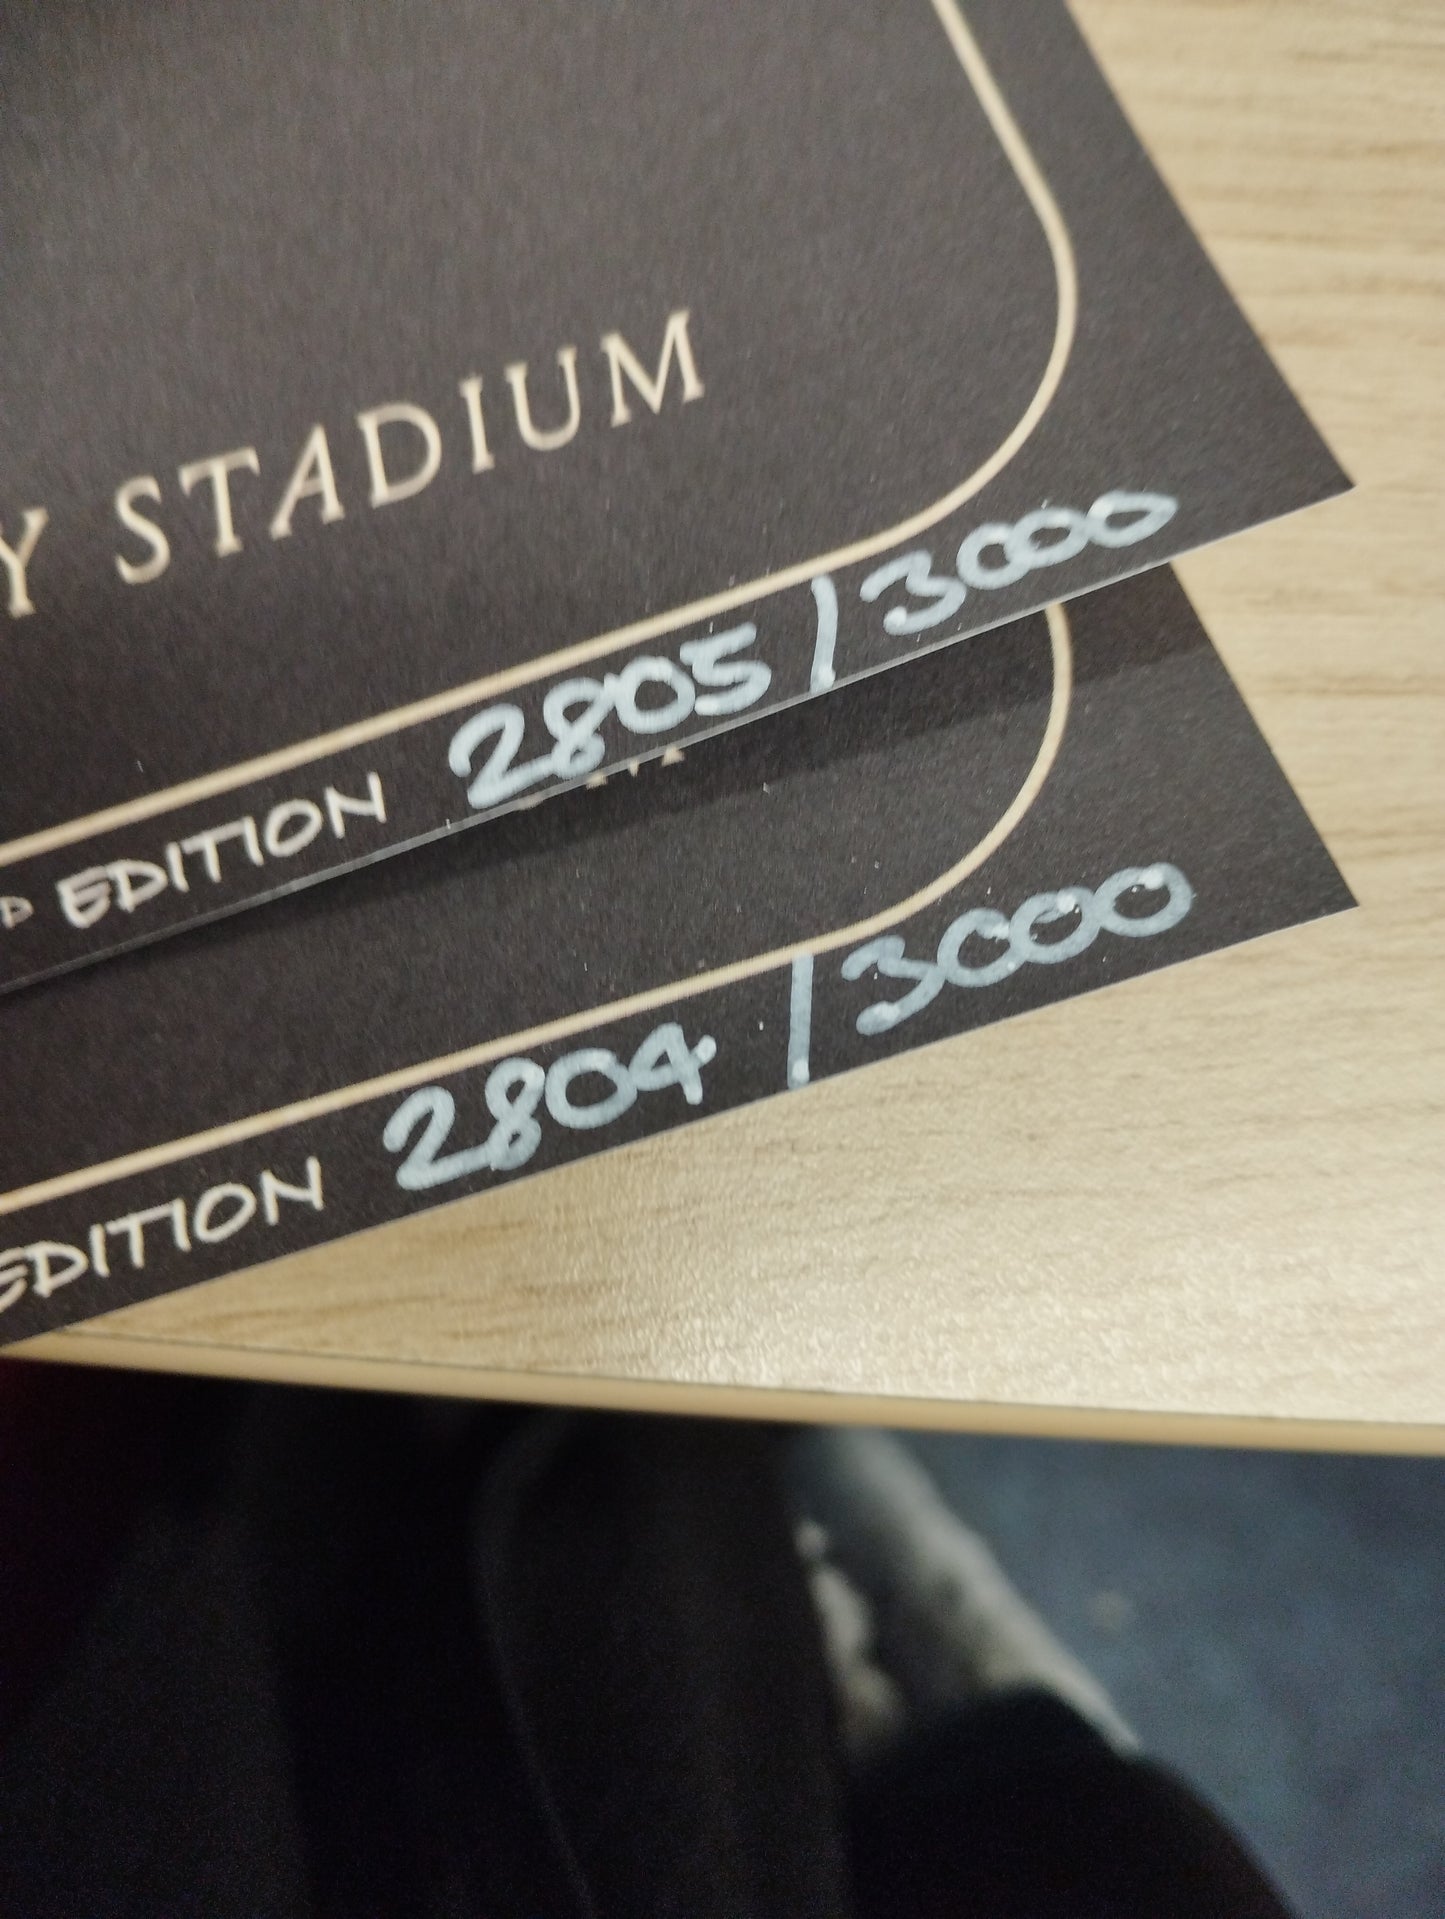 Y STADIUM
D EDITION 2805/3000
EDITION 2804/3000